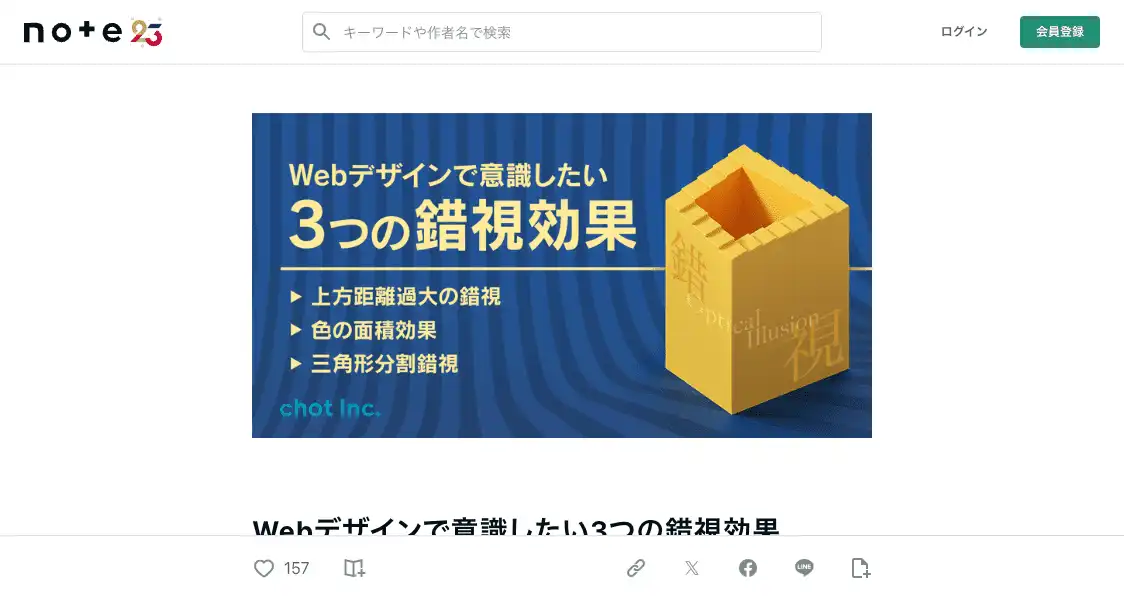 note 23
キーワードや作者名で検索
ログイン
会員登録
Webデザインで意識したい
3つの錯視効果
▶ 上方距離過大の錯視
▶ 色の面積効果
▶ 三角形分割錯視
chot Inc.
錯
Optical
Illusion
視
Webデザインで意識したい3つの錯視効果
157
LINE